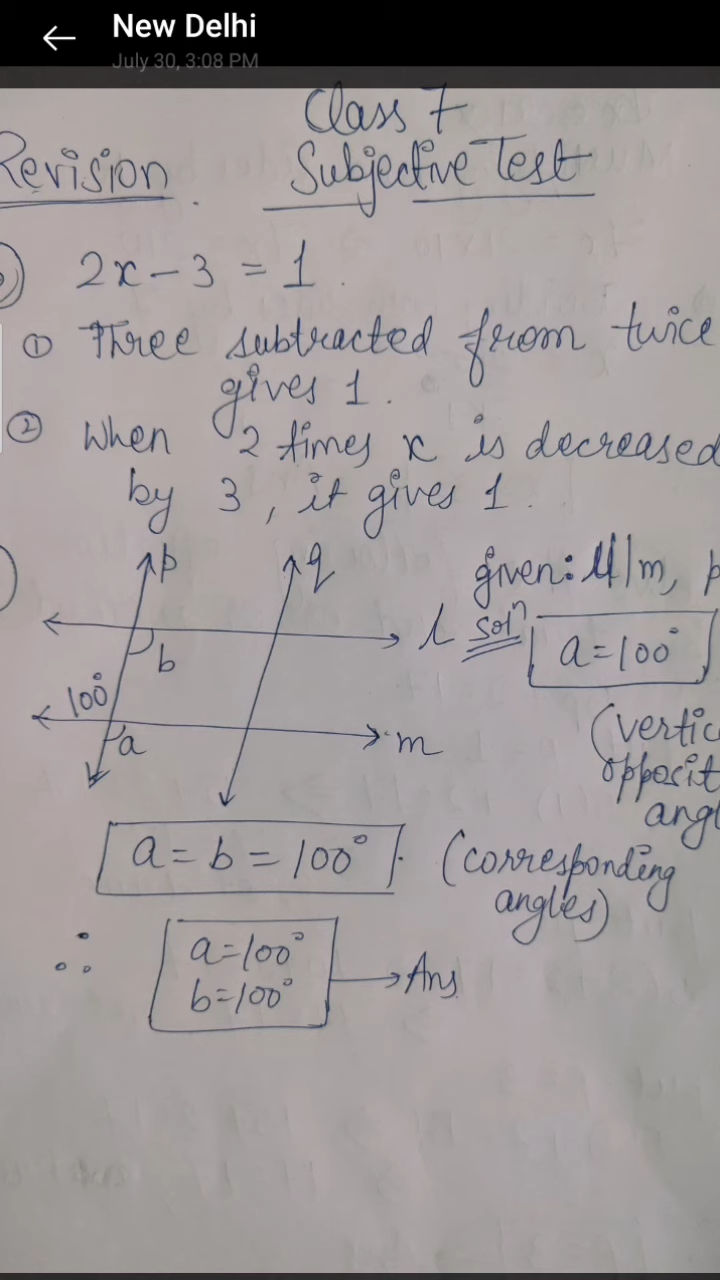 New Delhi
July 30, 3:08 PM
Class 7
Revision. Subjective Test
2x - 3 = 1.
① Three subtracted from twice
gives 1.
② When 2 times x is decreased
by 3, it gives 1.
p q given: l||m, p
l solⁿ a = 100°
b
100°
a m (vertic
opposit
angl
a = b = 100°. (corresponding
angles)
∴ a = 100°
b = 100° → Ans